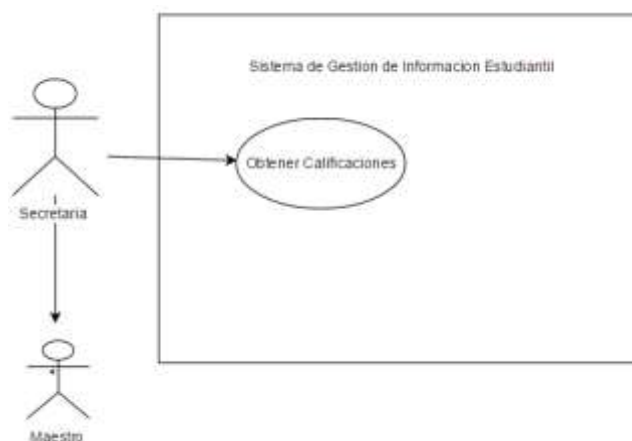 Sistema de Gestion de Informacion Estudiantil
Obtener Calificaciones
Secretaria
Maestro